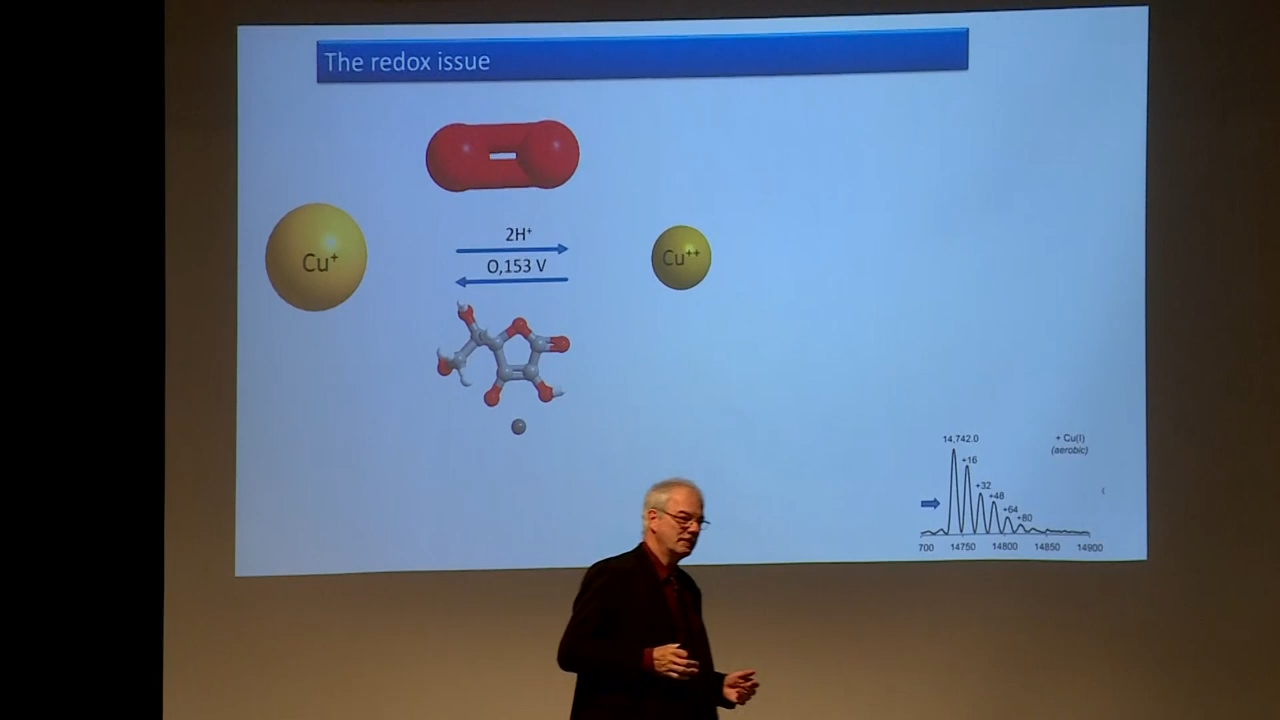 The redox issue
2H⁺
0,153 V
Cu⁺
Cu⁺⁺
14,742.0
+ Cu(I)
(aerobic)
+16
+32
+48
+64
+80
700 14750 14800 14850 14900